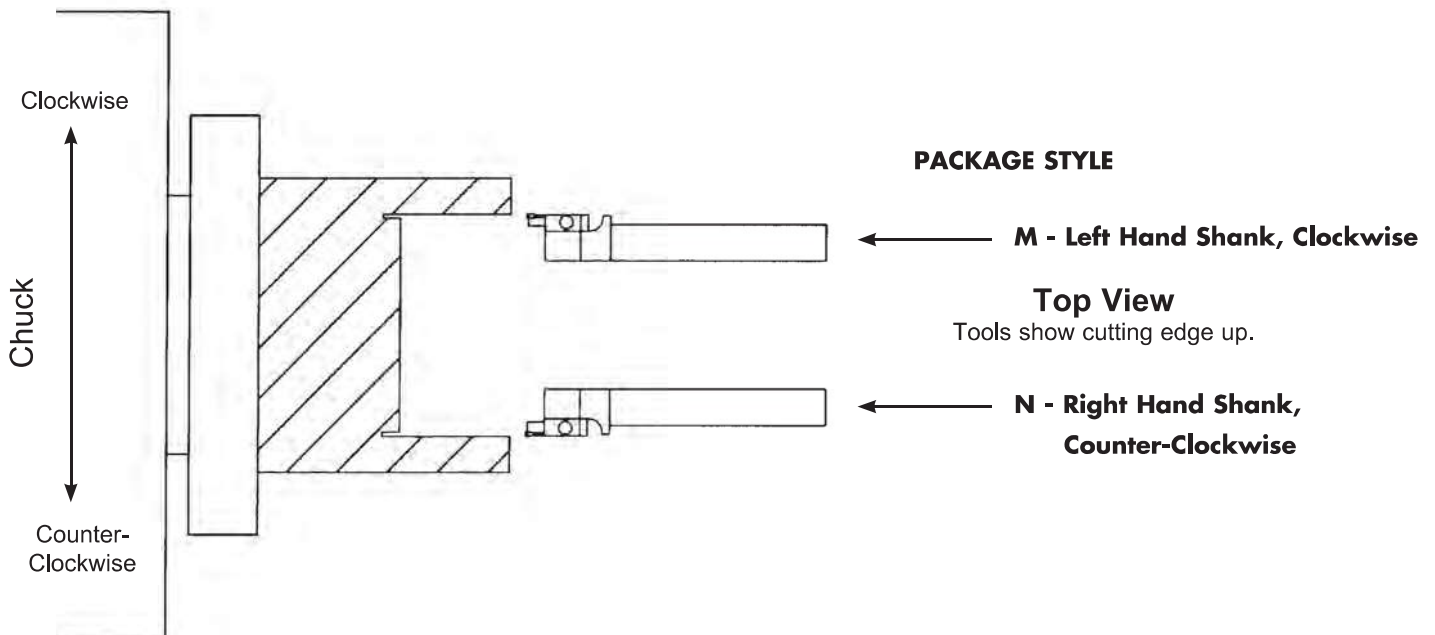 Clockwise
Chuck
Counter-
Clockwise
PACKAGE STYLE
M - Left Hand Shank, Clockwise
Top View
Tools show cutting edge up.
N - Right Hand Shank,
Counter-Clockwise